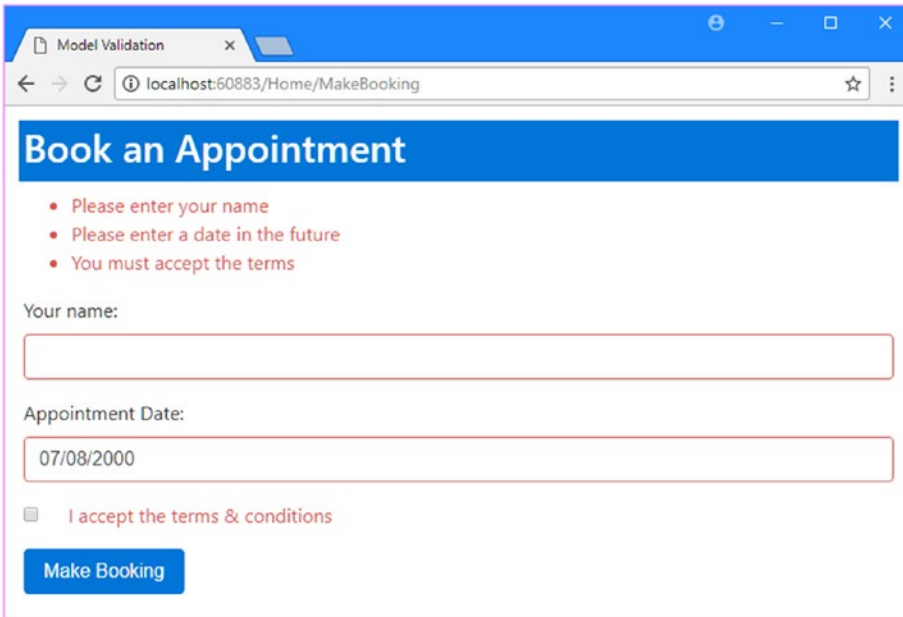 Model Validation
localhost:60883/Home/MakeBooking
Book an Appointment
• Please enter your name
• Please enter a date in the future
• You must accept the terms
Your name:
Appointment Date:
07/08/2000
I accept the terms & conditions
Make Booking